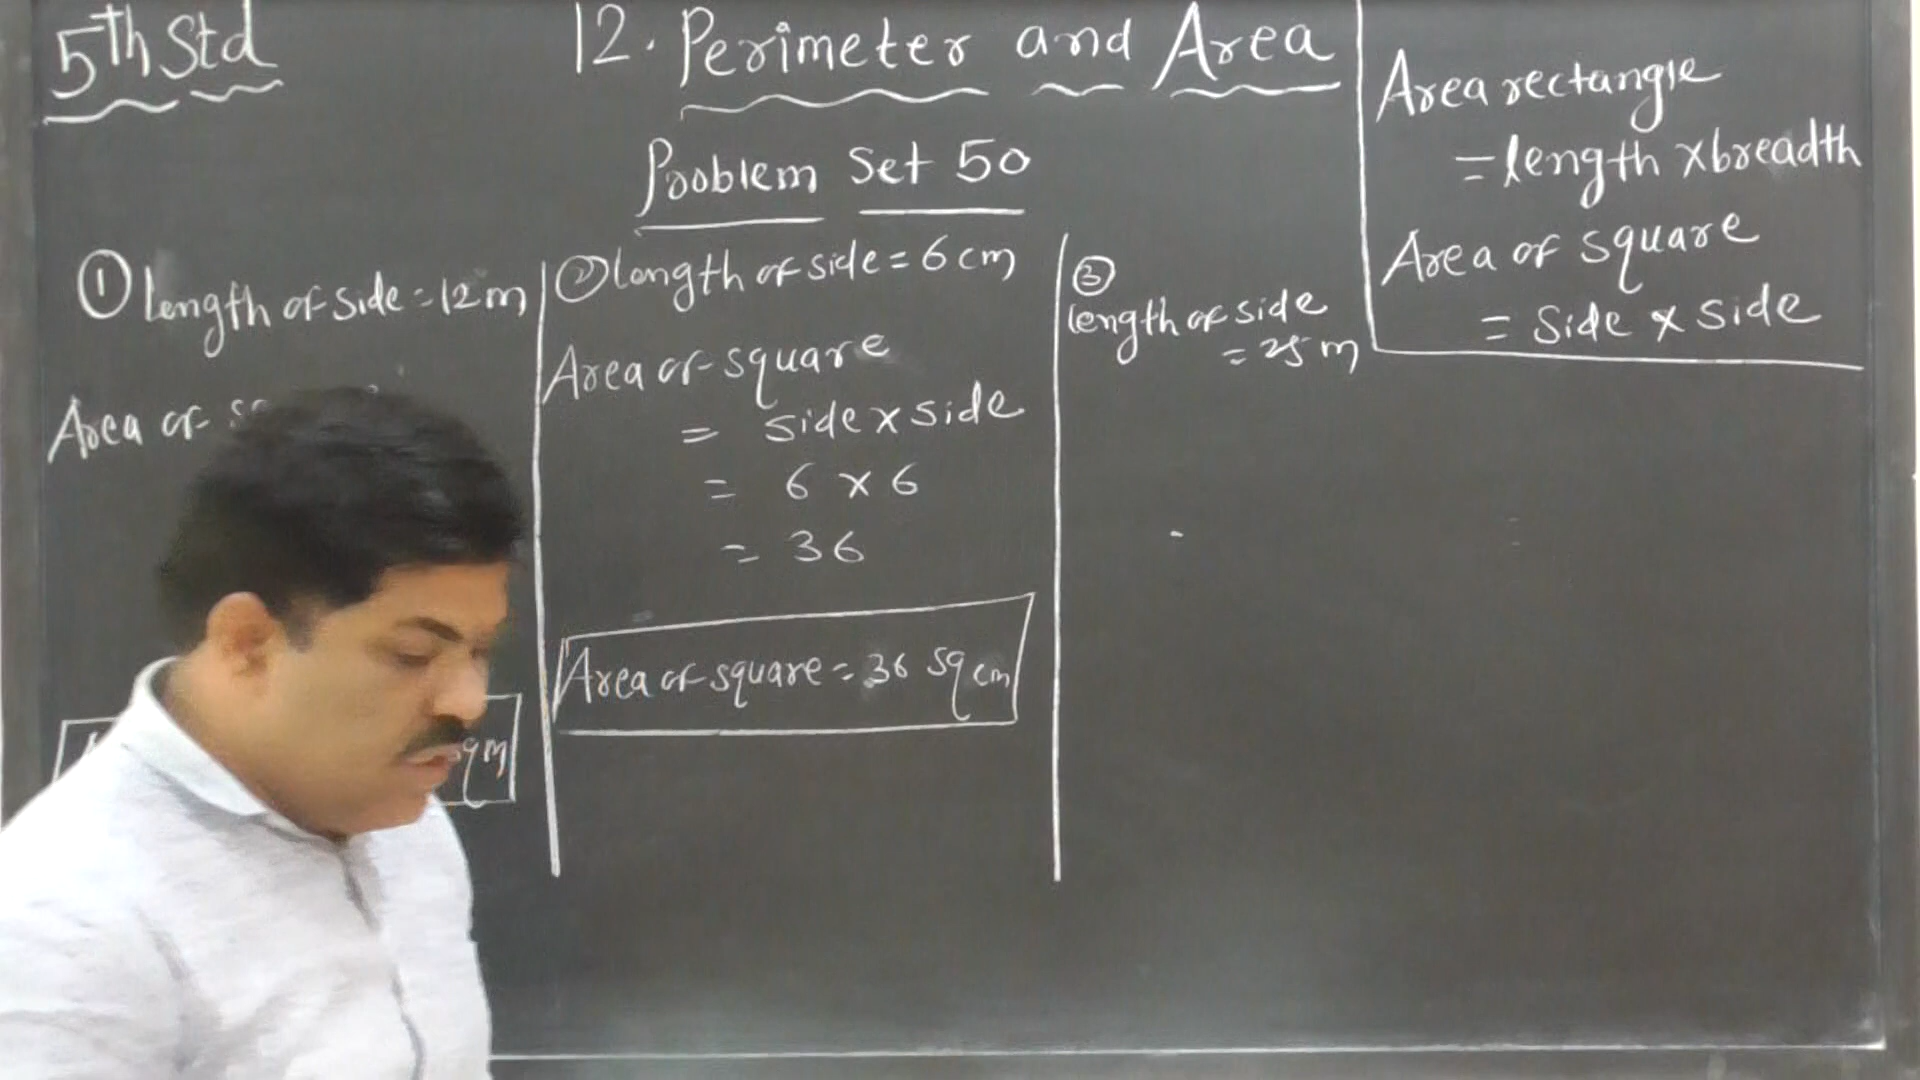 5th Std
12. Perimeter and Area
Problem Set 50
Area rectangle
= length × breadth
Area of square
= Side × side
① length of side = 12 m
Area of
sq m
② length of side = 6 cm
Area of square
= side × side
= 6 × 6
= 36
Area of square = 36 sq cm
③
length of side
= 25 m